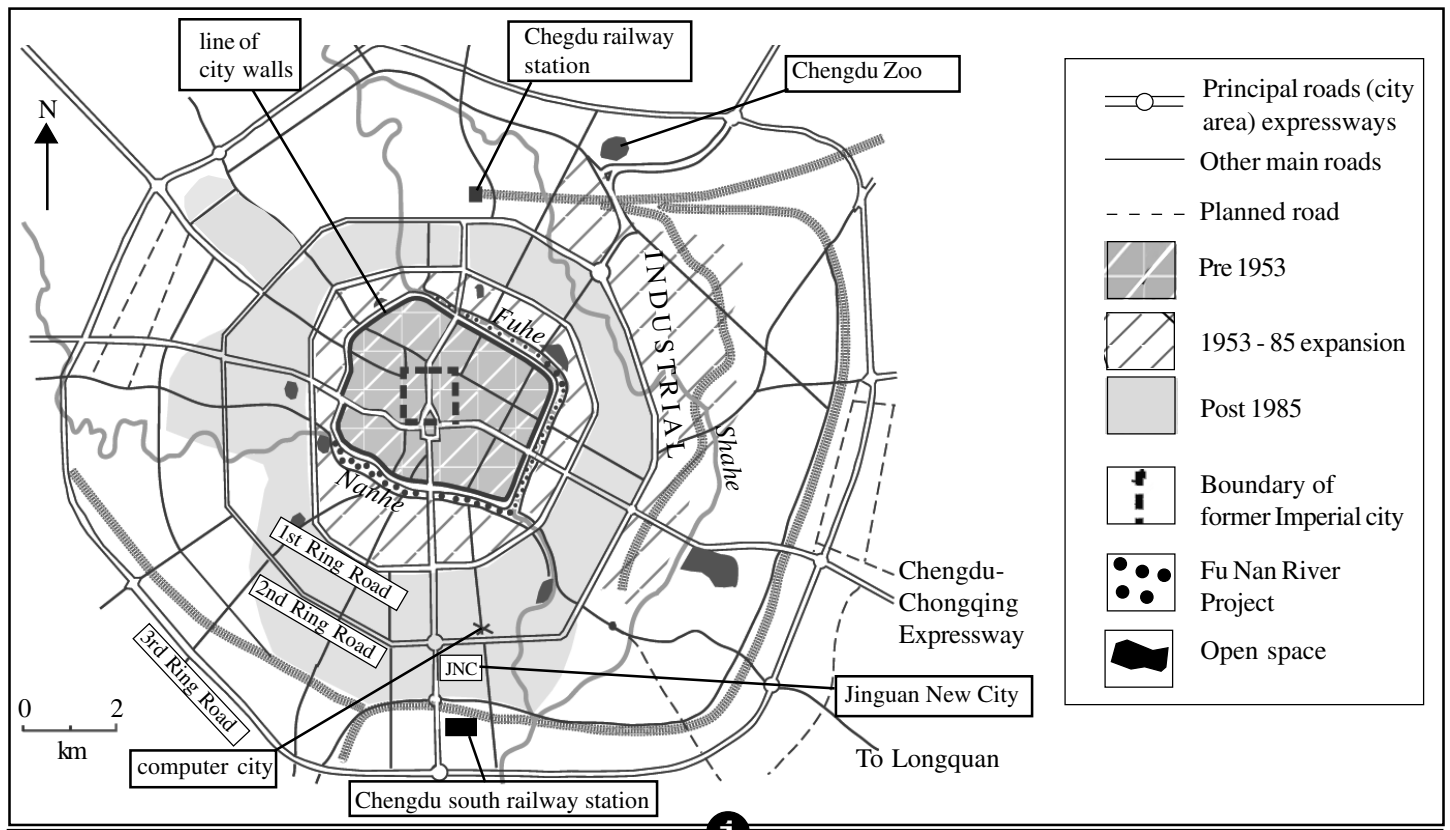 line of
city walls
Chegdu railway
station
Chengdu Zoo
N
Fuhe
INDUSTRIAL
Shahe
Nanhe
1st Ring Road
2nd Ring Road
3rd Ring Road
JNC
Chengdu-
Chongqing
Expressway
Jinguan New City
To Longquan
0 2
km
computer city
Chengdu south railway station
Principal roads (city
area) expressways
Other main roads
Planned road
Pre 1953
1953 - 85 expansion
Post 1985
Boundary of
former Imperial city
Fu Nan River
Project
Open space